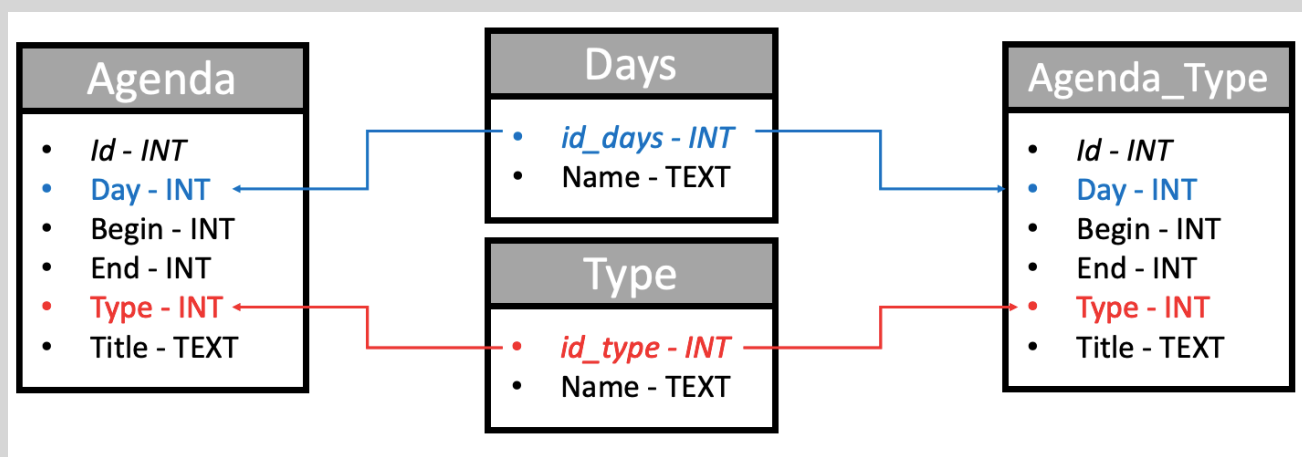 Agenda
• Id - INT
• Day - INT
• Begin - INT
• End - INT
• Type - INT
• Title - TEXT
Days
• id_days - INT
• Name - TEXT
Type
• id_type - INT
• Name - TEXT
Agenda_Type
• Id - INT
• Day - INT
• Begin - INT
• End - INT
• Type - INT
• Title - TEXT